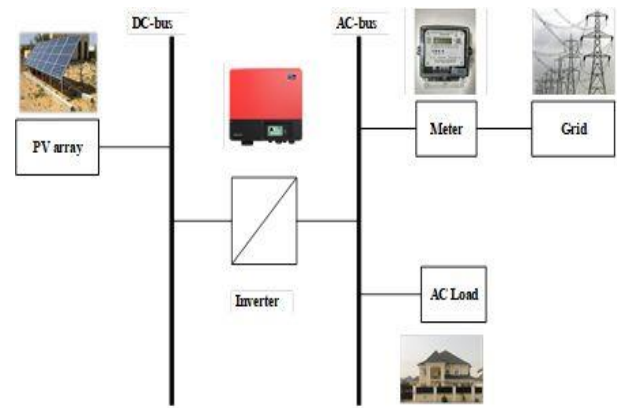 DC-bus
AC-bus
PV array
Meter
Grid
Inverter
AC Load